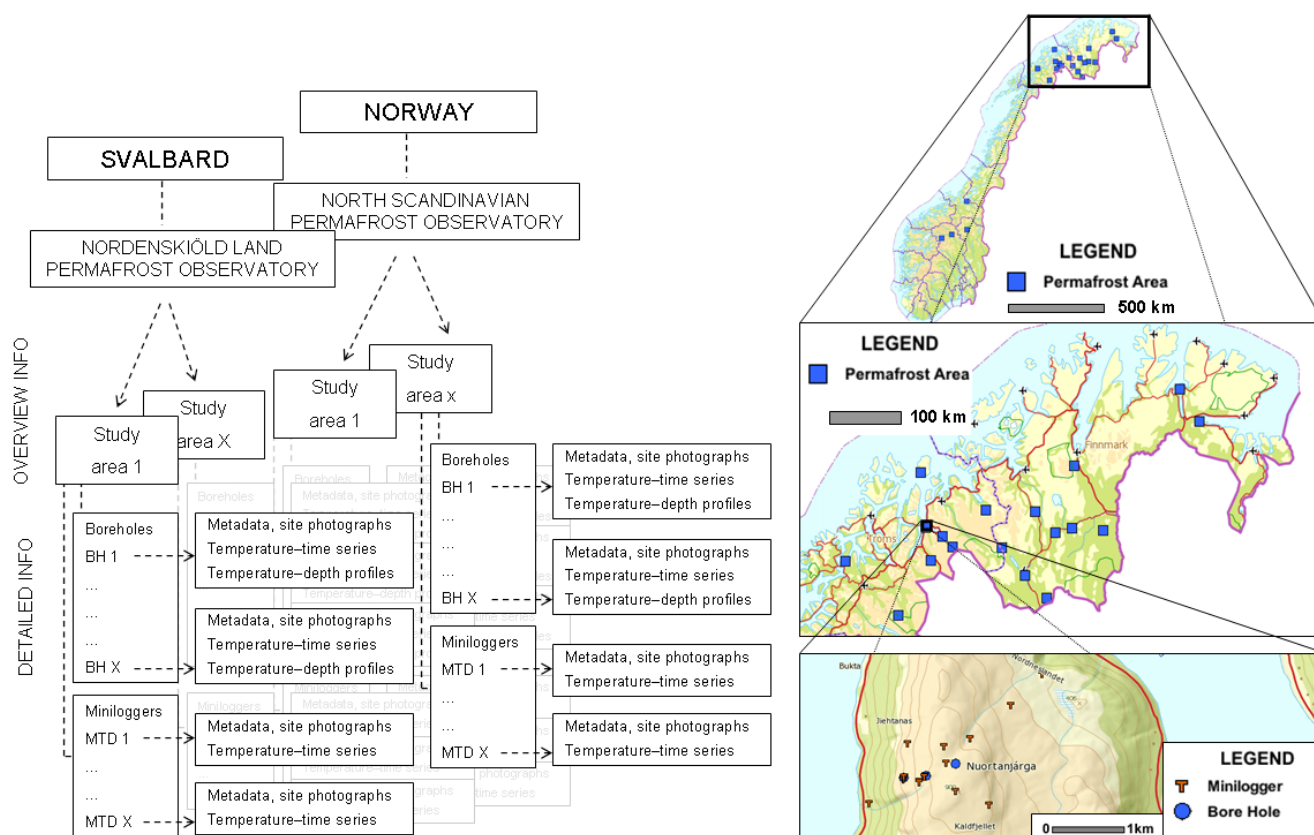 NORWAY
SVALBARD
NORTH SCANDINAVIAN
PERMAFROST OBSERVATORY
NORDENSKIÖLD LAND
PERMAFROST OBSERVATORY
OVERVIEW INFO
DETAILED INFO
Study
area 1
Study
area X
Study
area 1
Study
area x
Boreholes
BH 1
...
...
...
BH X
Metadata, site photographs
Temperature–time series
Temperature–depth profiles
Metadata, site photographs
Temperature–time series
Temperature–depth profiles
Miniloggers
MTD 1
...
...
MTD X
Metadata, site photographs
Temperature–time series
Metadata, site photographs
Temperature–time series
Boreholes
BH 1
...
...
...
BH X
Metadata, site photographs
Temperature–time series
Temperature–depth profiles
Metadata, site photographs
Temperature–time series
Temperature–depth profiles
Miniloggers
MTD 1
...
...
MTD X
Metadata, site photographs
Temperature–time series
Metadata, site photographs
Temperature–time series
LEGEND
Permafrost Area
500 km
LEGEND
Permafrost Area
100 km
Finnmark
Troms
Bukta
Nordneslandet
Jiehtanas
Nuortanjárga
Kaldfjellet
LEGEND
Minilogger
Bore Hole
0 1km